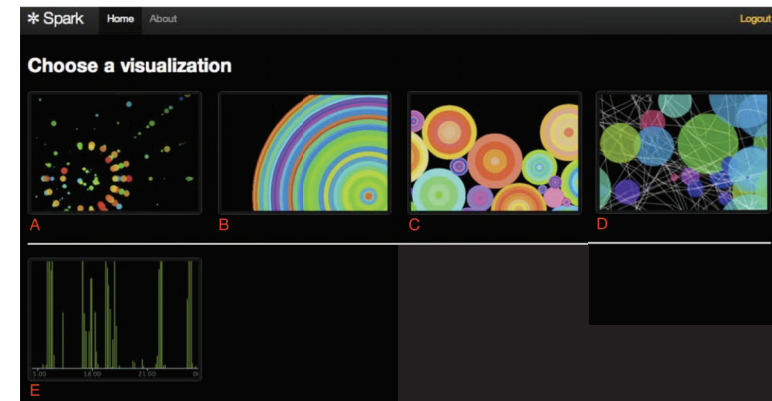 ✻ Spark Home About Logout
Choose a visualization
A B C D
18:00 21:00
E